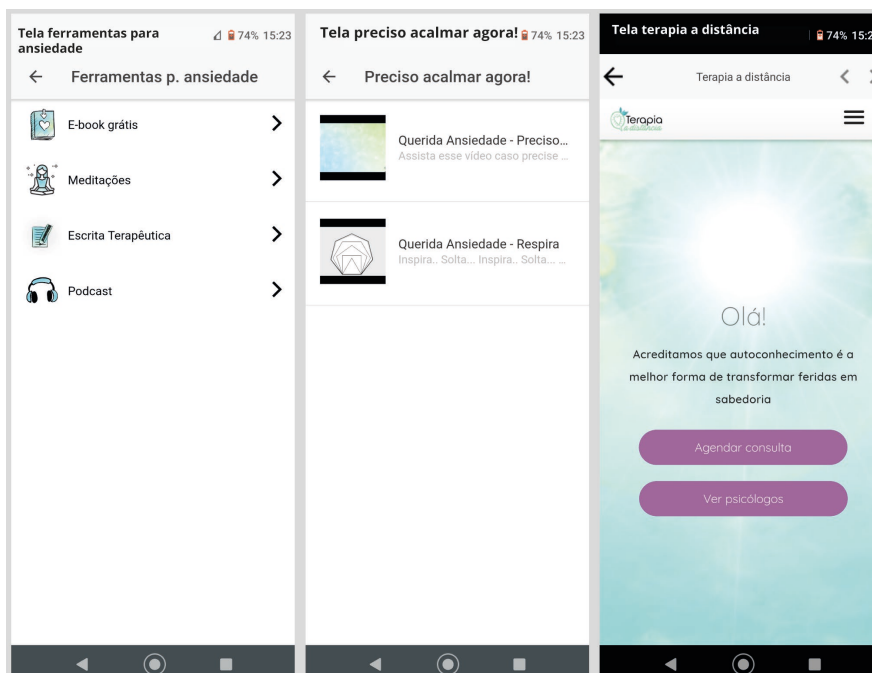 Tela ferramentas para
ansiedade
74% 15:23
Ferramentas p. ansiedade
E-book grátis
Meditações
Escrita Terapêutica
Podcast
Tela preciso acalmar agora!
74% 15:23
Preciso acalmar agora!
Querida Ansiedade - Preciso...
Assista esse vídeo caso precise ...
Querida Ansiedade - Respira
Inspira.. Solta... Inspira.. Solta... ...
Tela terapia a distância
74% 15:2
Terapia a distância
Terapia
a distância
Olá!
Acreditamos que autoconhecimento é a
melhor forma de transformar feridas em
sabedoria
Agendar consulta
Ver psicólogos